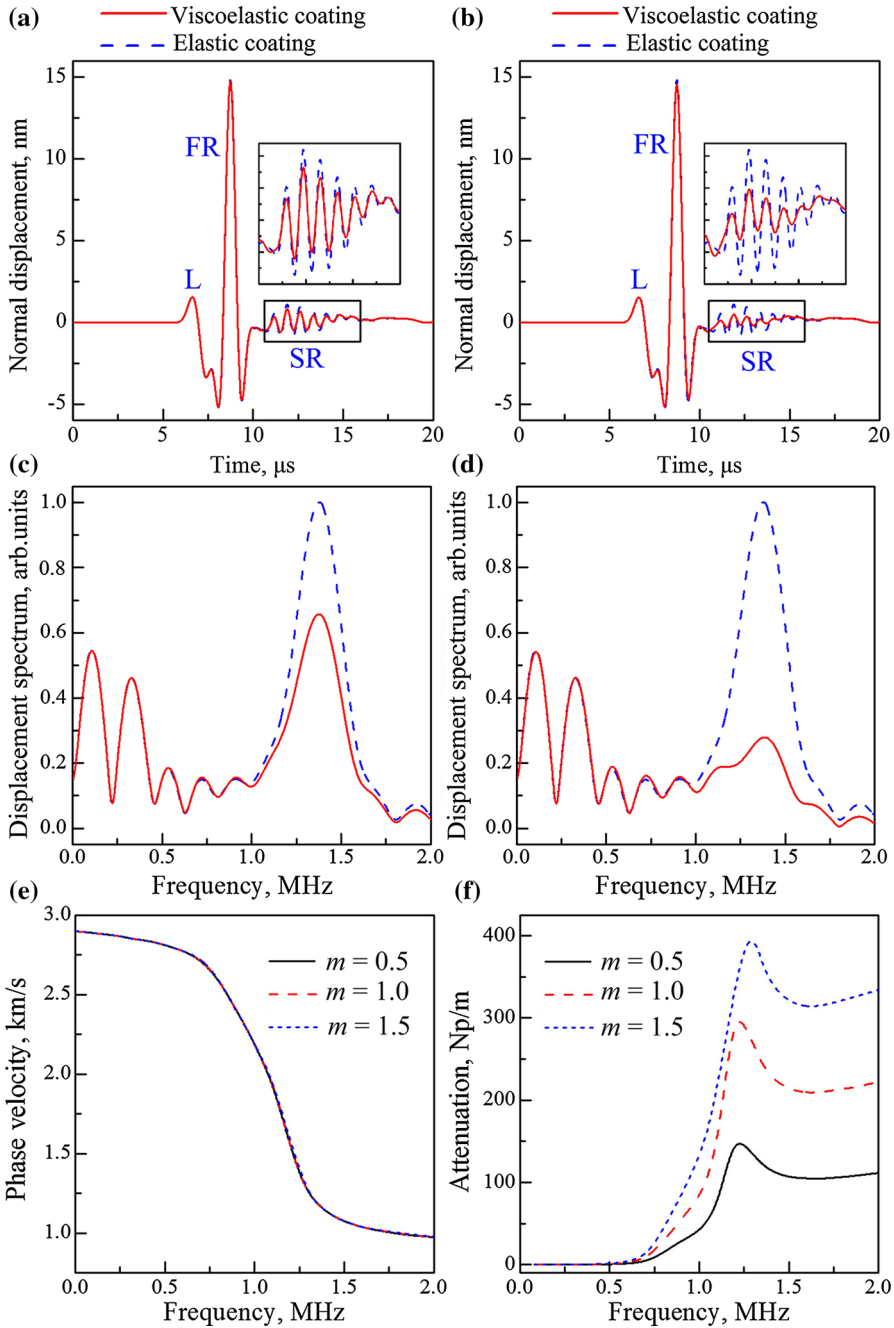 (a)
Viscoelastic coating
Elastic coating
Normal displacement, nm
15
10
5
0
-5
FR
L
SR
0 5 10 15 20
Time, µs
(b)
Viscoelastic coating
Elastic coating
Normal displacement, nm
15
10
5
0
-5
FR
L
SR
0 5 10 15 20
Time, µs
(c)
Displacement spectrum, arb.units
1.0
0.8
0.6
0.4
0.2
0.0
0.0 0.5 1.0 1.5 2.0
Frequency, MHz
(d)
Displacement spectrum, arb.units
1.0
0.8
0.6
0.4
0.2
0.0
0.0 0.5 1.0 1.5 2.0
Frequency, MHz
(e)
Phase velocity, km/s
3.0
2.5
2.0
1.5
1.0
m = 0.5
m = 1.0
m = 1.5
0.0 0.5 1.0 1.5 2.0
Frequency, MHz
(f)
Attenuation, Np/m
400
300
200
100
0
m = 0.5
m = 1.0
m = 1.5
0.0 0.5 1.0 1.5 2.0
Frequency, MHz